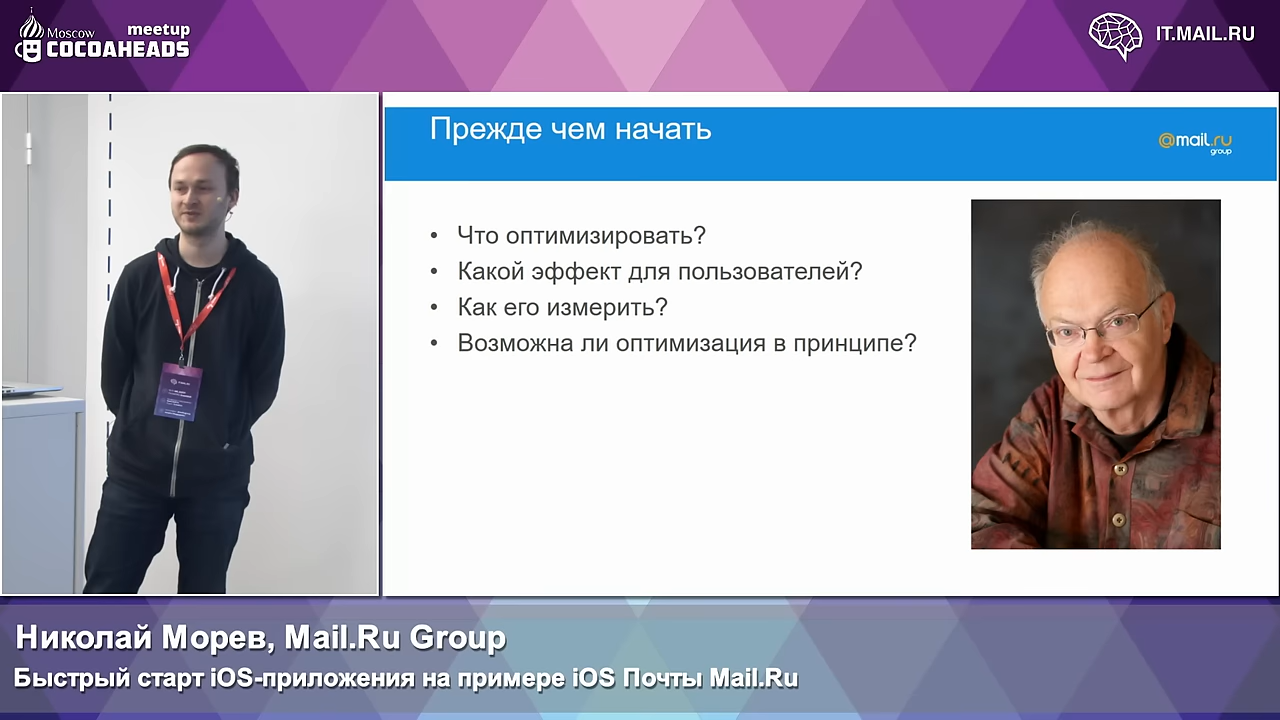 Moscow
meetup
COCOAHEADS
IT.MAIL.RU
Прежде чем начать
@mail.ru
group
• Что оптимизировать?
• Какой эффект для пользователей?
• Как его измерить?
• Возможна ли оптимизация в принципе?
Николай Морев, Mail.Ru Group
Быстрый старт iOS-приложения на примере iOS Почты Mail.Ru